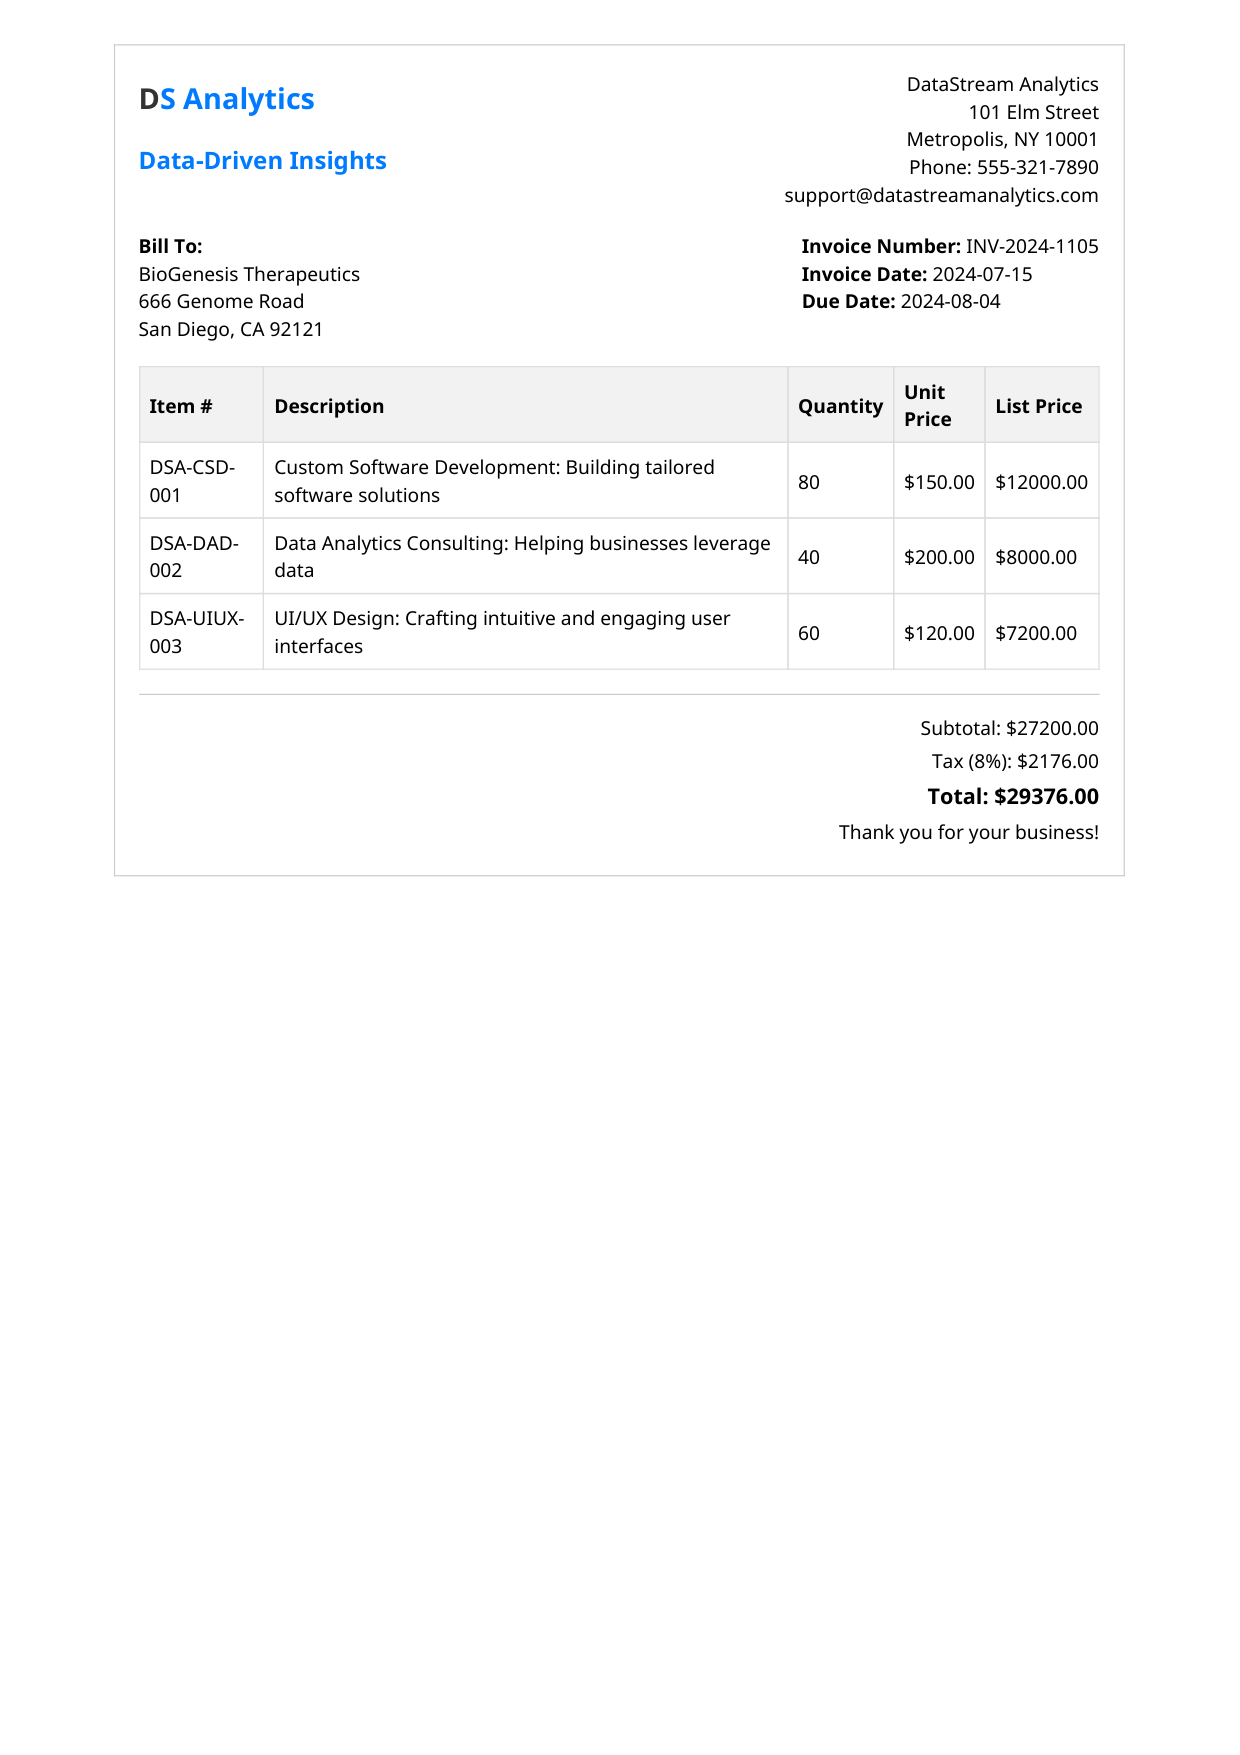 DS Analytics
Data-Driven Insights
DataStream Analytics
101 Elm Street
Metropolis, NY 10001
Phone: 555-321-7890
support@datastreamanalytics.com
Bill To:
BioGenesis Therapeutics
666 Genome Road
San Diego, CA 92121
Invoice Number: INV-2024-1105
Invoice Date: 2024-07-15
Due Date: 2024-08-04
Item # Description Quantity Unit Price List Price
DSA-CSD-001 Custom Software Development: Building tailored software solutions 80 $150.00 $12000.00
DSA-DAD-002 Data Analytics Consulting: Helping businesses leverage data 40 $200.00 $8000.00
DSA-UIUX-003 UI/UX Design: Crafting intuitive and engaging user interfaces 60 $120.00 $7200.00
Subtotal: $27200.00
Tax (8%): $2176.00
Total: $29376.00
Thank you for your business!